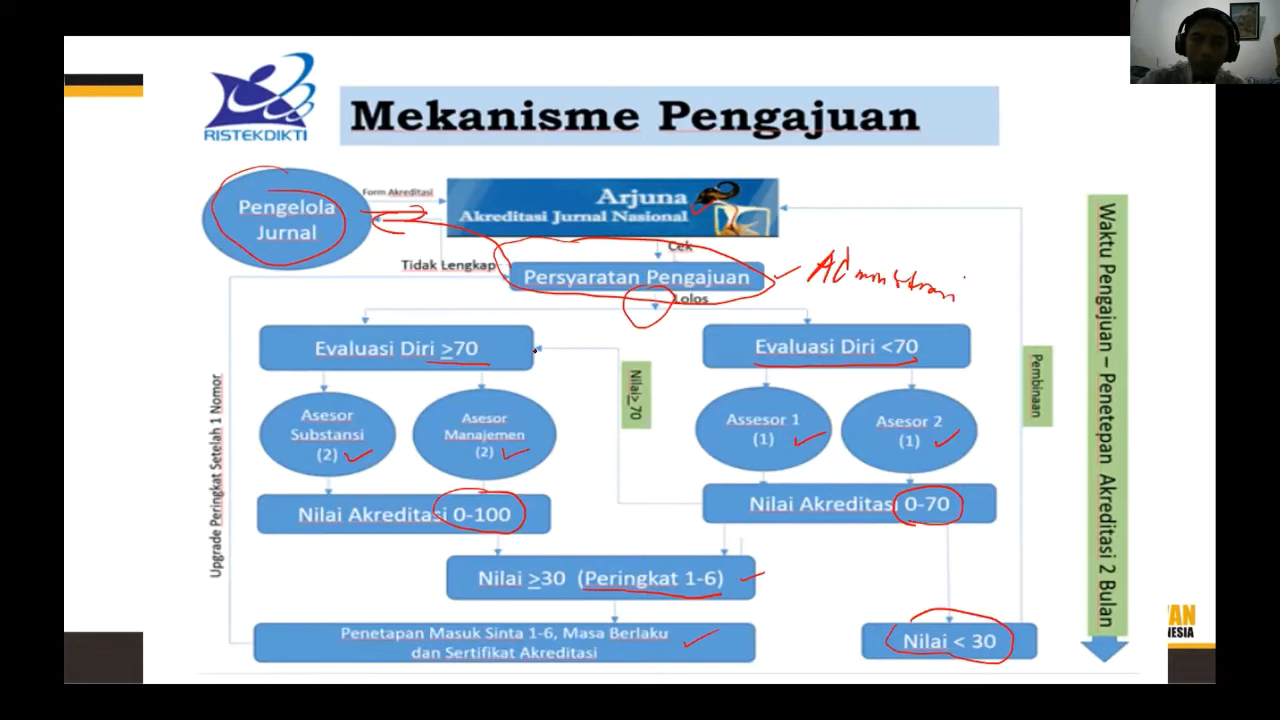 RISTEKDIKTI
Mekanisme Pengajuan
Pengelola
Jurnal
Form Akreditasi
Arjuna
Akreditasi Jurnal Nasional
Cek
Tidak Lengkap
Persyaratan Pengajuan
Lolos
Evaluasi Diri ≥70
Evaluasi Diri <70
Asesor
Substansi
(2)
Asesor
Manajemen
(2)
Nilai≥70
Assesor 1
(1)
Asesor 2
(1)
Pembinaan
Nilai Akreditasi 0-100
Nilai Akreditasi 0-70
Nilai ≥30 (Peringkat 1-6)
Penetapan Masuk Sinta 1-6, Masa Berlaku
dan Sertifikat Akreditasi
Nilai < 30
Upgrade Peringkat Setelah 1 Nomor
Waktu Pengajuan – Penetepan Akreditasi 2 Bulan